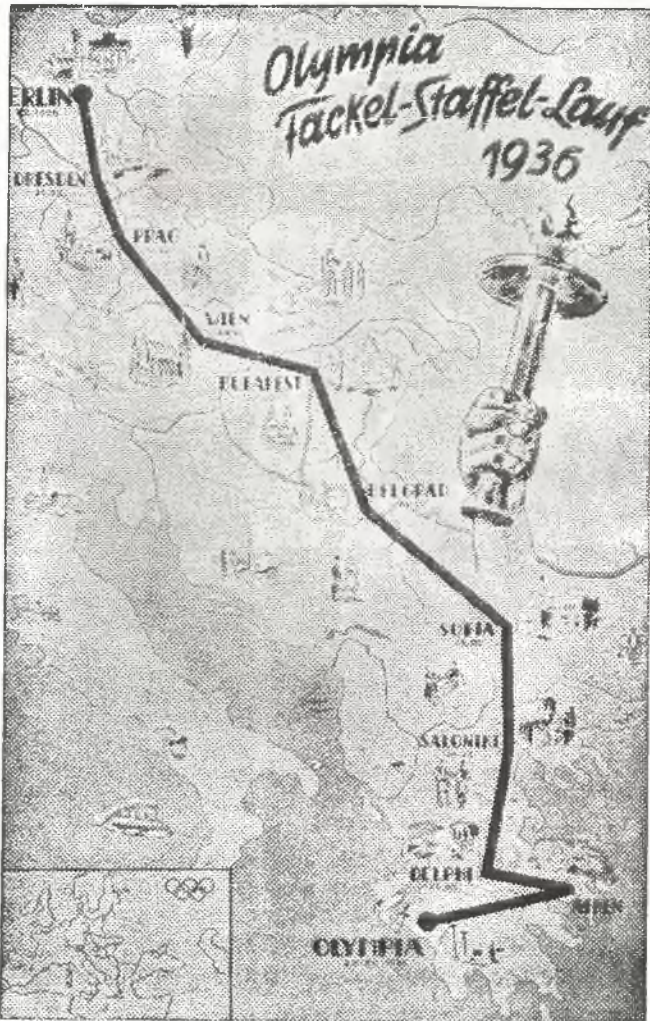 Olympia
Fackel-Staffel-Lauf
1936
ERLIN
DRESDEN
PRAG
WIEN
BUDAPEST
BELGRAD
SOFIA
SALONIKI
DELPHI
ATHEN
OLYMPIA